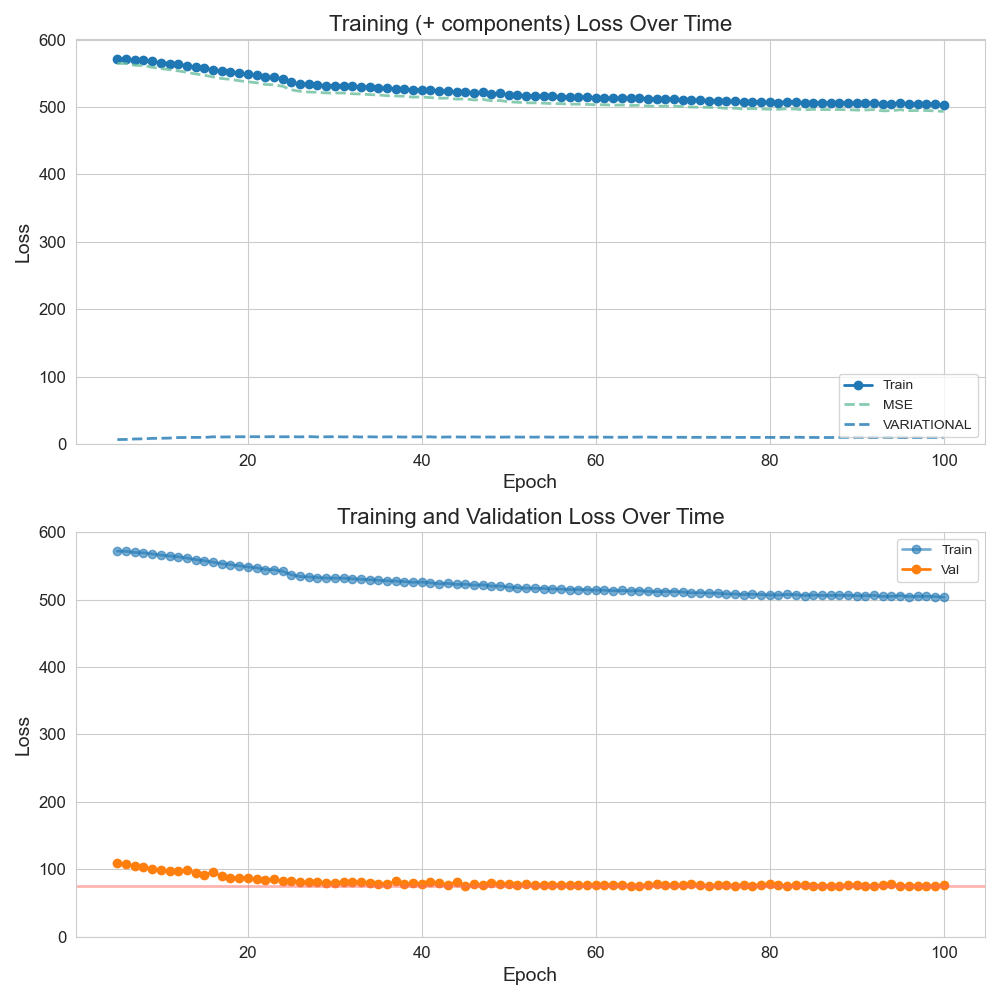 Training (+ components) Loss Over Time
600
500
400
300
200
100
0
Loss
20 40 60 80 100
Epoch
Train
MSE
VARIATIONAL
Training and Validation Loss Over Time
600
500
400
300
200
100
0
Loss
20 40 60 80 100
Epoch
Train
Val